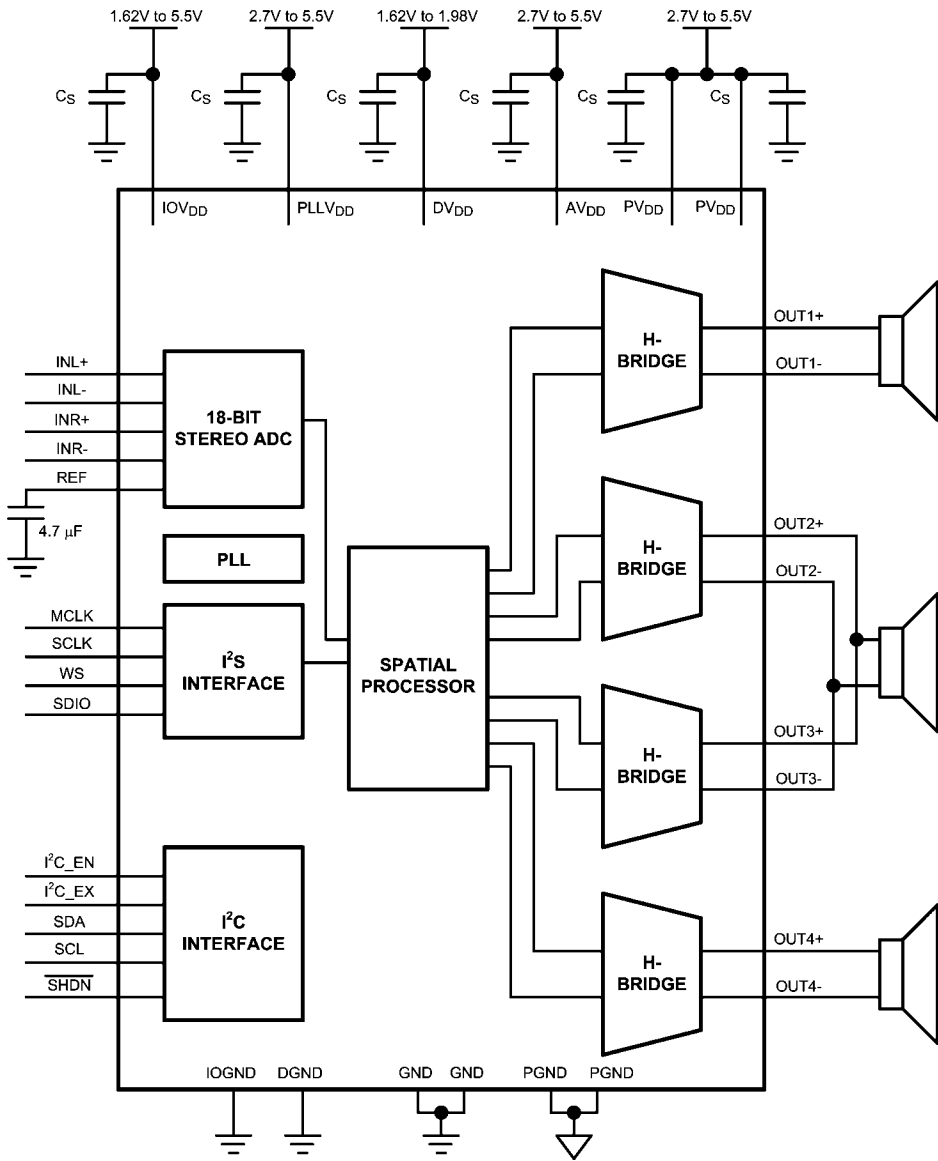 1.62V to 5.5V
2.7V to 5.5V
1.62V to 1.98V
2.7V to 5.5V
2.7V to 5.5V
CS
CS
CS
CS
CS
CS
IOVDD
PLLVDD
DVDD
AVDD
PVDD
PVDD
INL+
INL-
INR+
INR-
REF
4.7 μF
18-BIT
STEREO ADC
PLL
MCLK
SCLK
WS
SDIO
I²S
INTERFACE
SPATIAL
PROCESSOR
I²C_EN
I²C_EX
SDA
SCL
SHDN
I²C
INTERFACE
H-
BRIDGE
OUT1+
OUT1-
H-
BRIDGE
OUT2+
OUT2-
H-
BRIDGE
OUT3+
OUT3-
H-
BRIDGE
OUT4+
OUT4-
IOGND
DGND
GND
GND
PGND
PGND